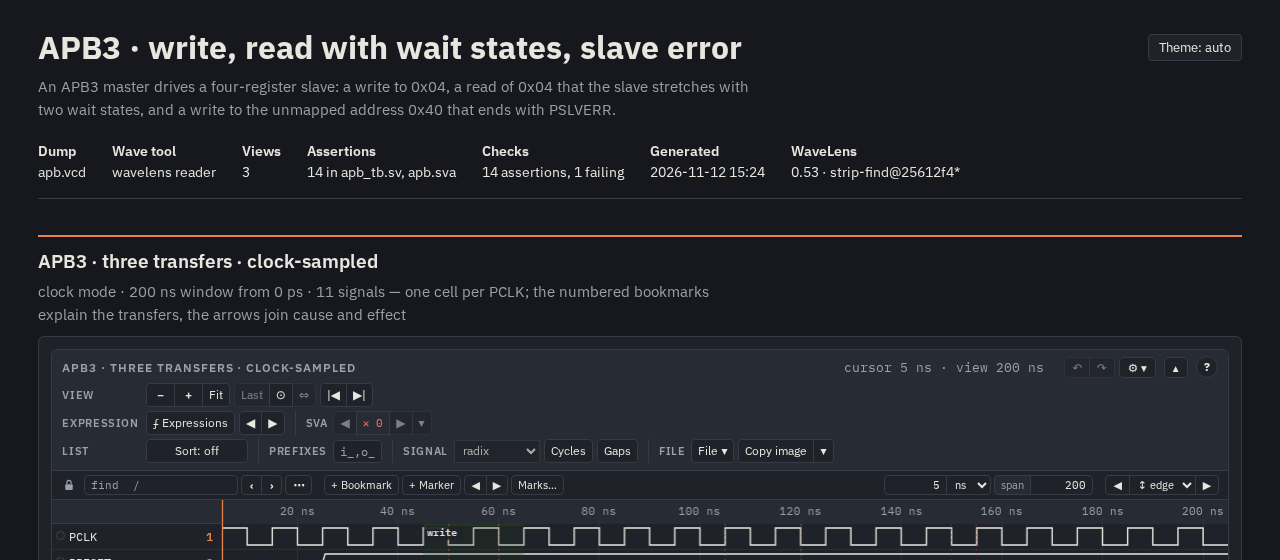 APB3 · write, read with wait states, slave error
Theme: auto
An APB3 master drives a four-register slave: a write to 0x04, a read of 0x04 that the slave stretches with
two wait states, and a write to the unmapped address 0x40 that ends with PSLVERR.
Dump Wave tool Views Assertions Checks Generated WaveLens
apb.vcd wavelens reader 3 14 in apb_tb.sv, apb.sva 14 assertions, 1 failing 2026-11-12 15:24 0.53 · strip-find@25612f4*
APB3 · three transfers · clock-sampled
clock mode · 200 ns window from 0 ps · 11 signals — one cell per PCLK; the numbered bookmarks
explain the transfers, the arrows join cause and effect
APB3 · THREE TRANSFERS · CLOCK-SAMPLED cursor 5 ns · view 200 ns ↶ ↷ ⚙ ▾ ▴ ?
VIEW − + Fit Last ⊙ ⇔ |◀ ▶|
EXPRESSION ⨍ Expressions ◀ ▶ SVA ◀ × 0 ▶ ▾
LIST Sort: off PREFIXES i_,o_ SIGNAL radix Cycles Gaps FILE File ▾ Copy image ▾
find / ‹ › ⋯ + Bookmark + Marker ◀ ▶ Marks... 5 ns span 200 ◀ ↕ edge ▶
20 ns 40 ns 60 ns 80 ns 100 ns 120 ns 140 ns 160 ns 180 ns 200 ns
PCLK 1 write